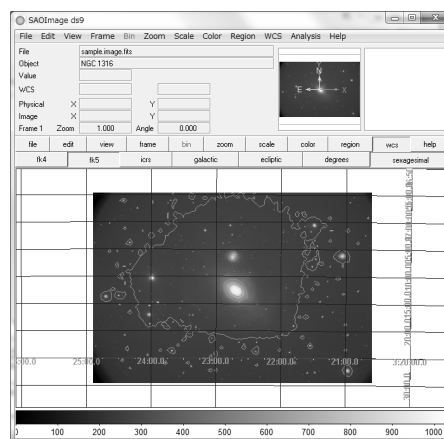 SAOImage ds9
File Edit View Frame Bin Zoom Scale Color Region WCS Analysis Help
File sample.image.fits
Object NGC 1316
Value
WCS
Physical X Y
Image X Y
Frame 1 Zoom 1.000 Angle 0.000
N
E X
file edit view frame bin zoom scale color region wcs help
fk4 fk5 icrs galactic ecliptic degrees sexagesimal
25:00.0 24:00.0 23:00.0 22:00.0 21:00.0 3:20:00.0
0 100 200 300 400 500 600 700 800 900 1000